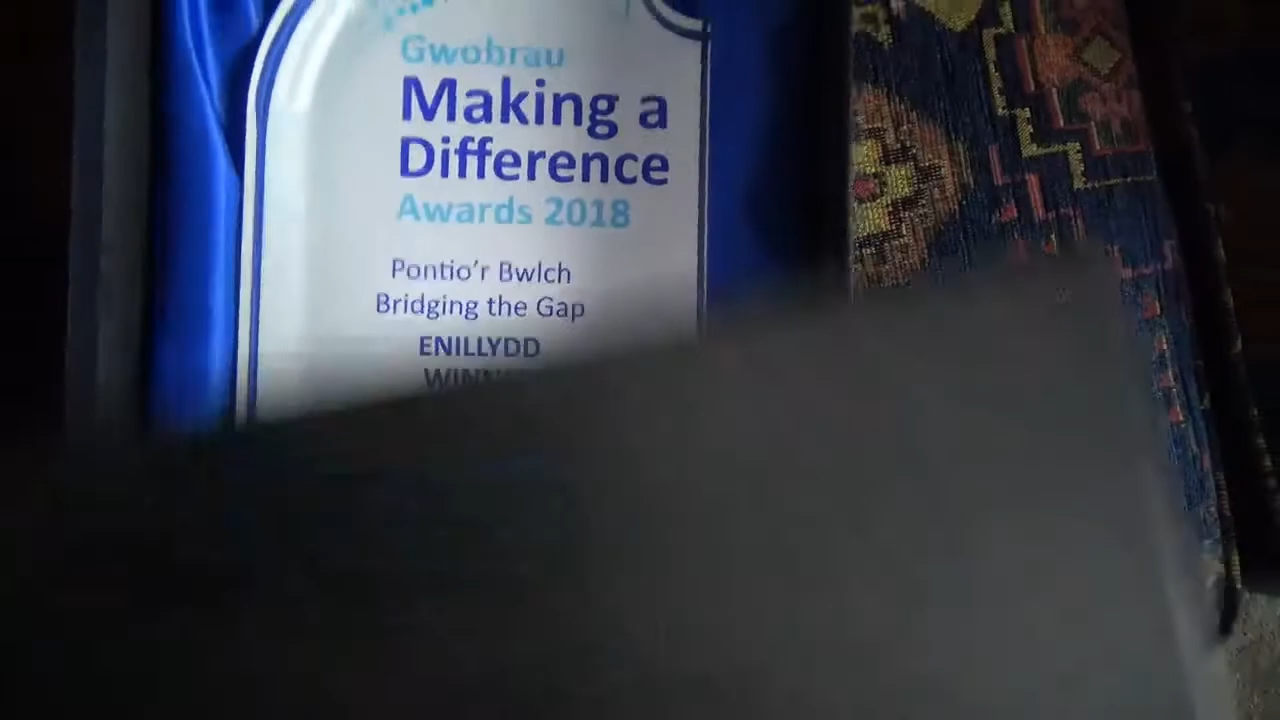 Gwobrau
Making a
Difference
Awards 2018
Pontio'r Bwlch
Bridging the Gap
ENILLYDD